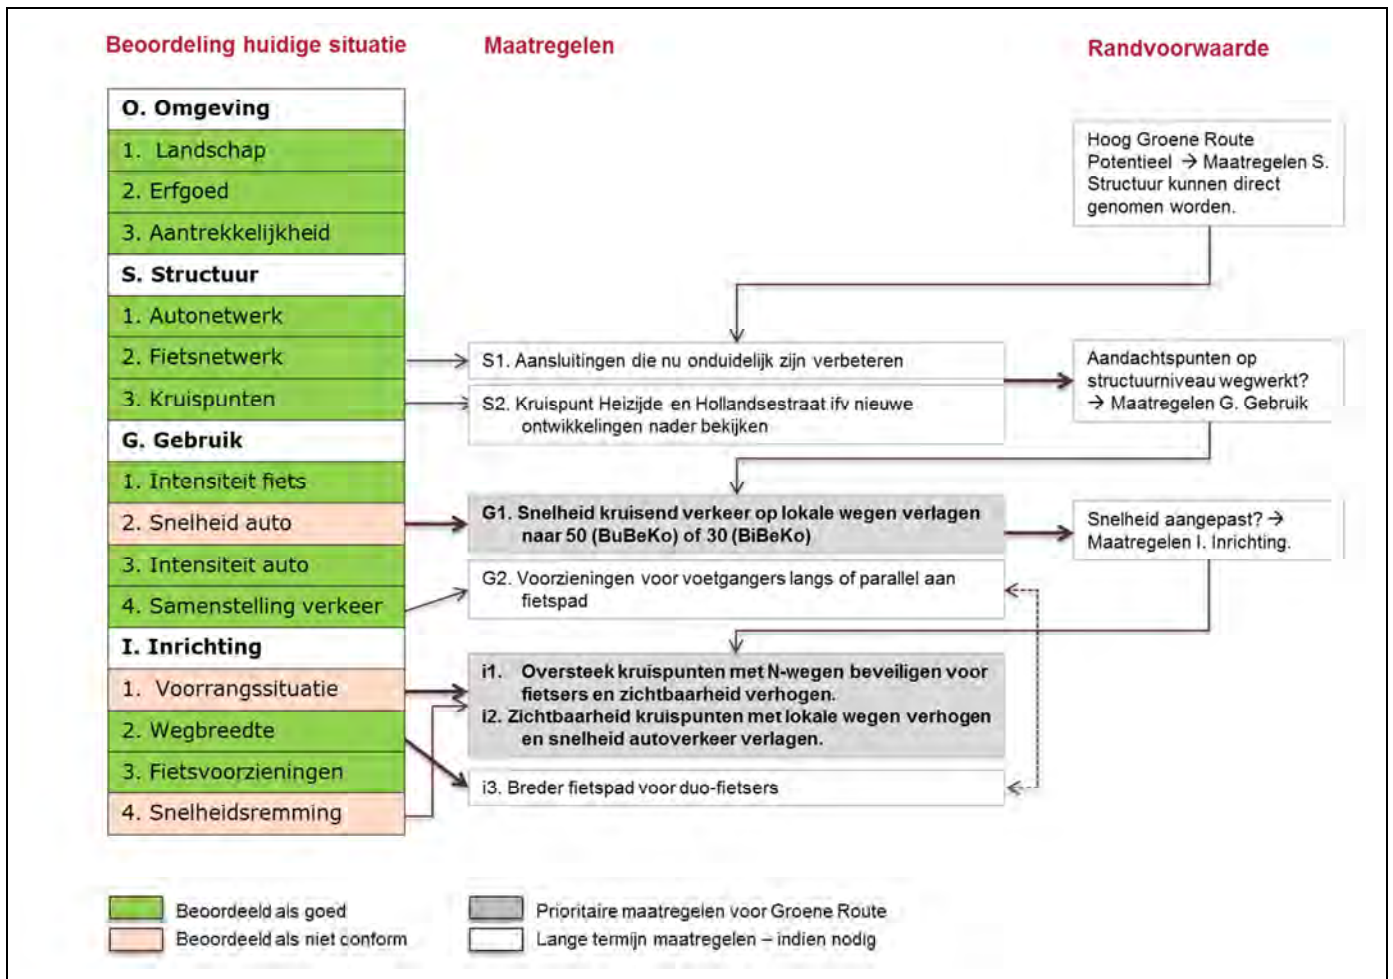 Beoordeling huidige situatie
Maatregelen
Randvoorwaarde
O. Omgeving
1. Landschap
2. Erfgoed
3. Aantrekkelijkheid
S. Structuur
1. Autonetwerk
2. Fietsnetwerk
3. Kruispunten
G. Gebruik
1. Intensiteit fiets
2. Snelheid auto
3. Intensiteit auto
4. Samenstelling verkeer
I. Inrichting
1. Voorrangssituatie
2. Wegbreedte
3. Fietsvoorzieningen
4. Snelheidsremming
S1. Aansluitingen die nu onduidelijk zijn verbeteren
S2. Kruispunt Heizijde en Hollandsestraat ifv nieuwe
ontwikkelingen nader bekijken
G1. Snelheid kruisend verkeer op lokale wegen verlagen
naar 50 (BuBeKo) of 30 (BiBeKo)
G2. Voorzieningen voor voetgangers langs of parallel aan
fietspad
i1. Oversteek kruispunten met N-wegen beveiligen voor
fietsers en zichtbaarheid verhogen.
i2. Zichtbaarheid kruispunten met lokale wegen verhogen
en snelheid autoverkeer verlagen.
i3. Breder fietspad voor duo-fietsers
Hoog Groene Route
Potentieel → Maatregelen S.
Structuur kunnen direct
genomen worden.
Aandachtspunten op
structuurniveau wegwerkt?
→ Maatregelen G. Gebruik
Snelheid aangepast? →
Maatregelen I. Inrichting.
Beoordeeld als goed
Beoordeeld als niet conform
Prioritaire maatregelen voor Groene Route
Lange termijn maatregelen – indien nodig